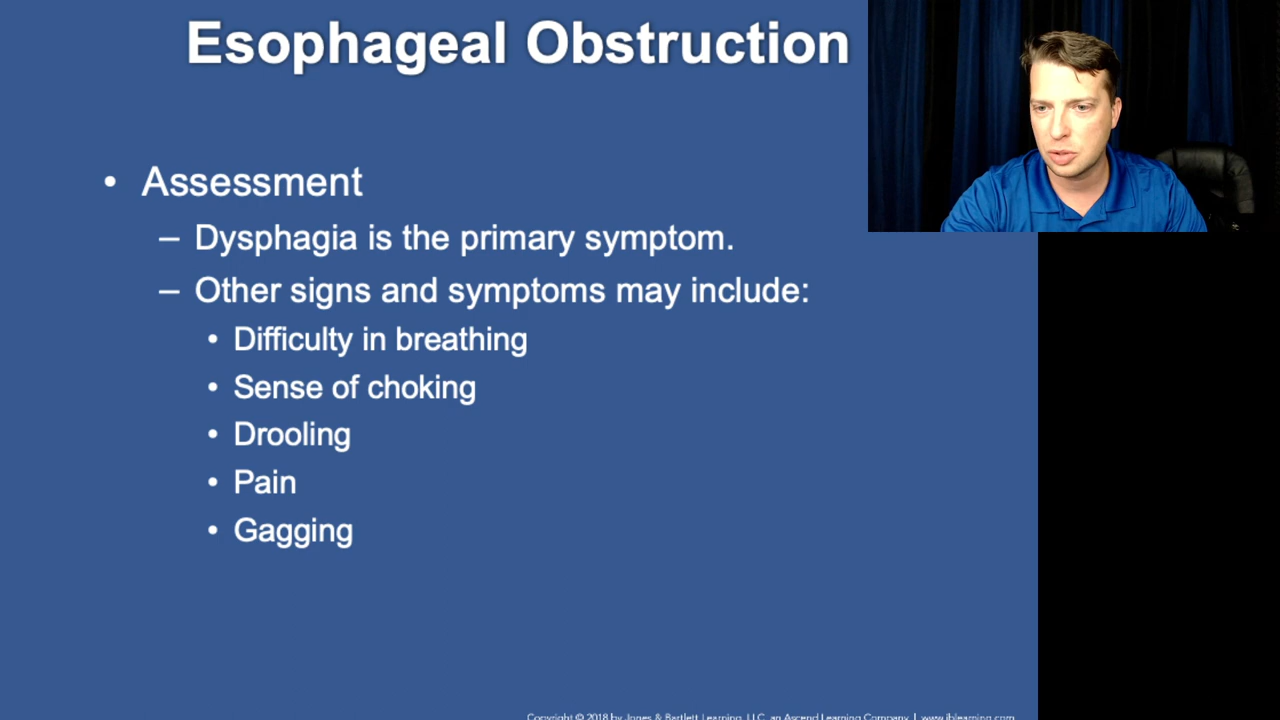 Esophageal Obstruction
• Assessment
– Dysphagia is the primary symptom.
– Other signs and symptoms may include:
• Difficulty in breathing
• Sense of choking
• Drooling
• Pain
• Gagging
Copyright © 2018 by Jones & Bartlett Learning, LLC, an Ascend Learning Company | www.jblearning.com